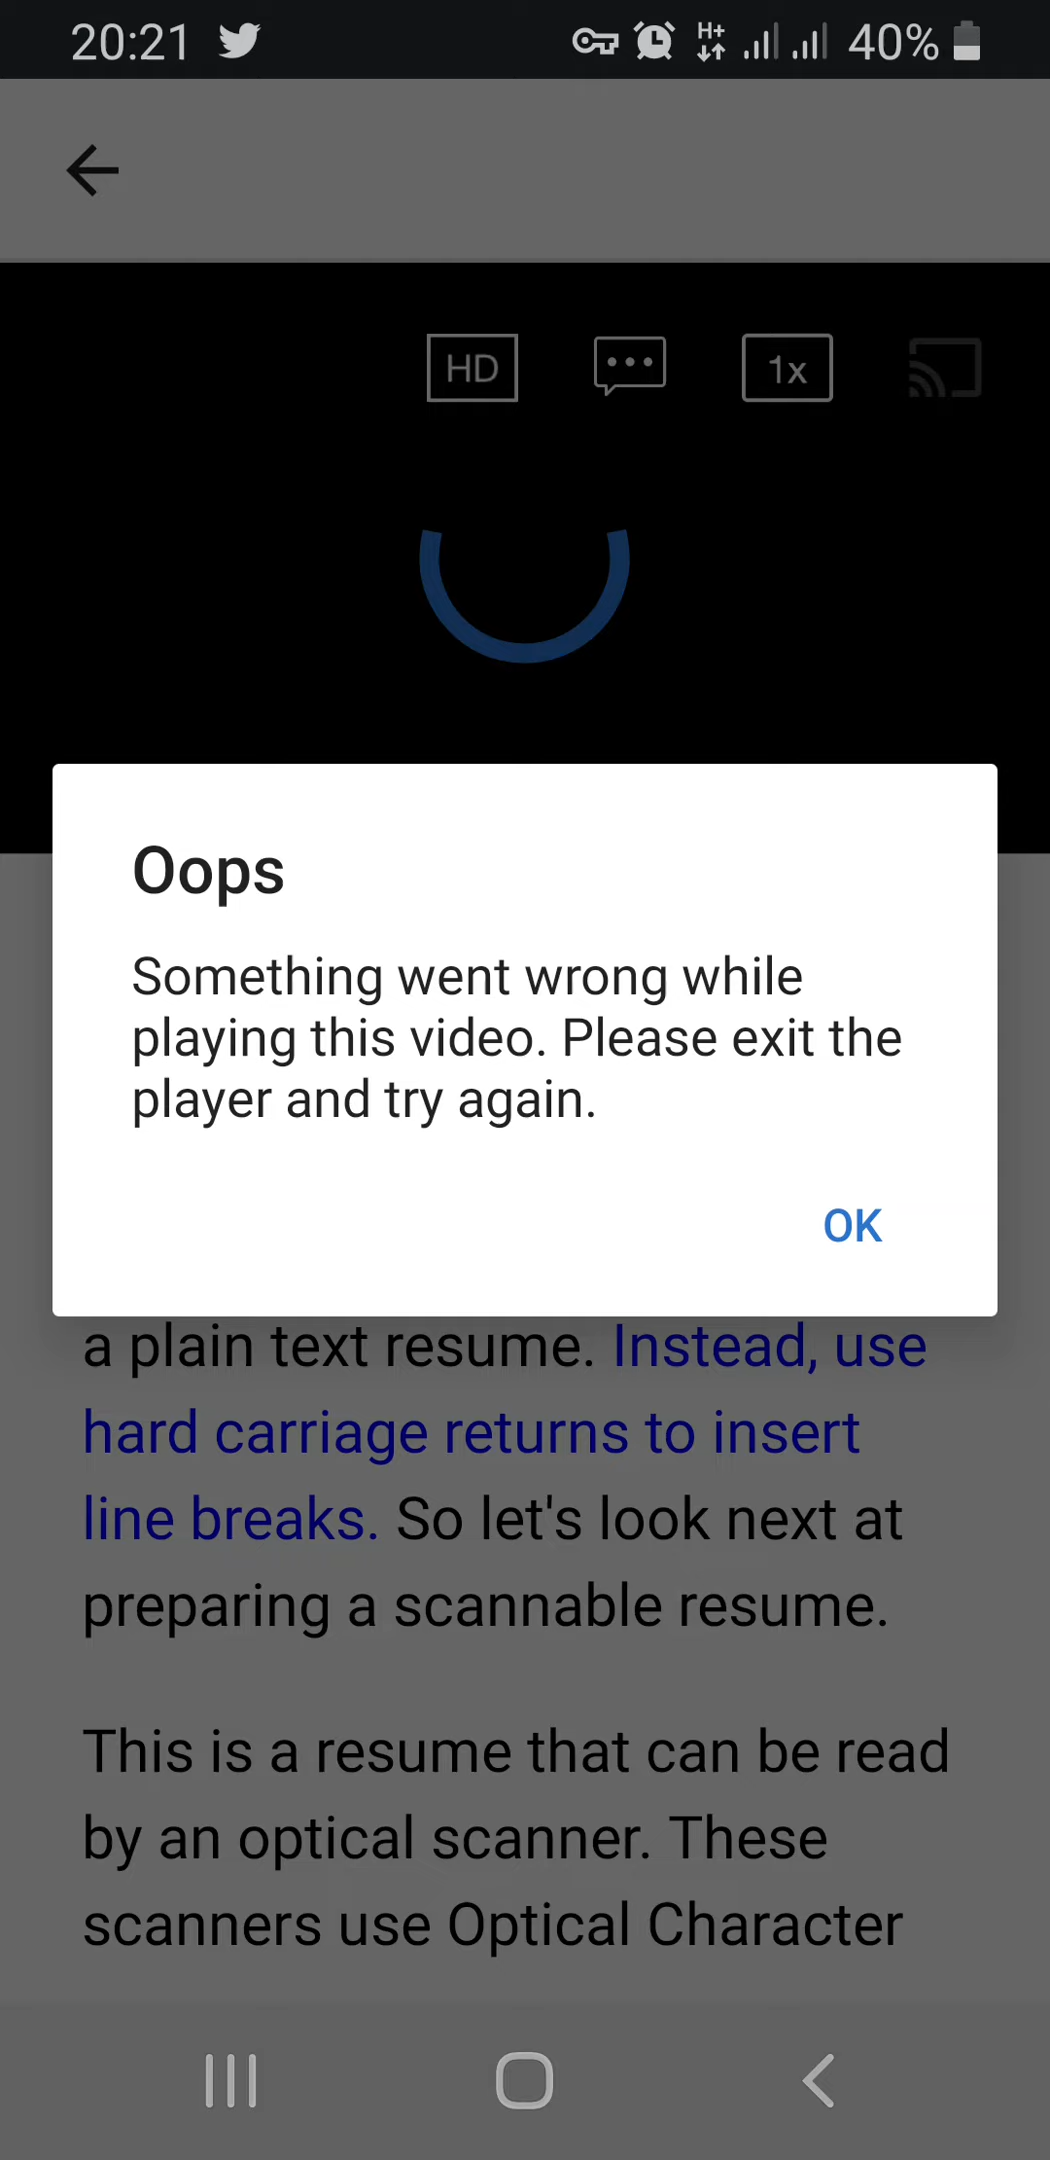 20:21 H+ 40%
HD 1x
Oops
Something went wrong while
playing this video. Please exit the
player and try again.
OK
a plain text resume. Instead, use
hard carriage returns to insert
line breaks. So let's look next at
preparing a scannable resume.
This is a resume that can be read
by an optical scanner. These
scanners use Optical Character